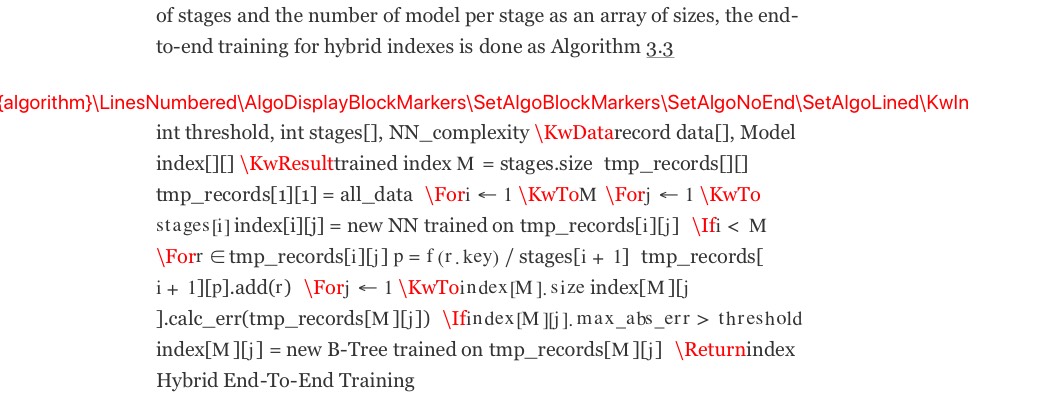 of stages and the number of model per stage as an array of sizes, the end-
to-end training for hybrid indexes is done as Algorithm 3.3
{algorithm}\LinesNumbered\AlgoDisplayBlockMarkers\SetAlgoBlockMarkers\SetAlgoNoEnd\SetAlgoLined\KwIn
int threshold, int stages[], NN_complexity \KwDatarecord data[], Model
index[][] \KwResulttrained index M = stages.size tmp_records[][]
tmp_records[1][1] = all_data \Fori ← 1 \KwToM \Forj ← 1 \KwTo
stages[i] index[i][j] = new NN trained on tmp_records[i][j] \Ifi < M
\Forr ∈ tmp_records[i][j] p = f(r.key) / stages[i + 1] tmp_records[
i + 1][p].add(r) \Forj ← 1 \KwToindex[M].size index[M][j
].calc_err(tmp_records[M][j]) \Ifindex[M][j].max_abs_err > threshold
index[M][j] = new B-Tree trained on tmp_records[M][j] \Returnindex
Hybrid End-To-End Training